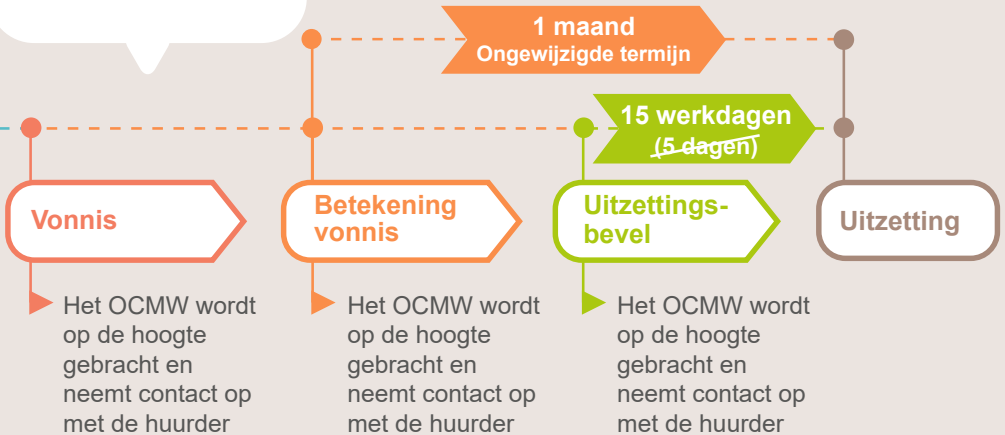 1 maand
Ongewijzigde termijn
15 werkdagen
(5 dagen)
Vonnis
Betekening
vonnis
Uitzettings-
bevel
Uitzetting
Het OCMW wordt
op de hoogte
gebracht en
neemt contact op
met de huurder
Het OCMW wordt
op de hoogte
gebracht en
neemt contact op
met de huurder
Het OCMW wordt
op de hoogte
gebracht en
neemt contact op
met de huurder